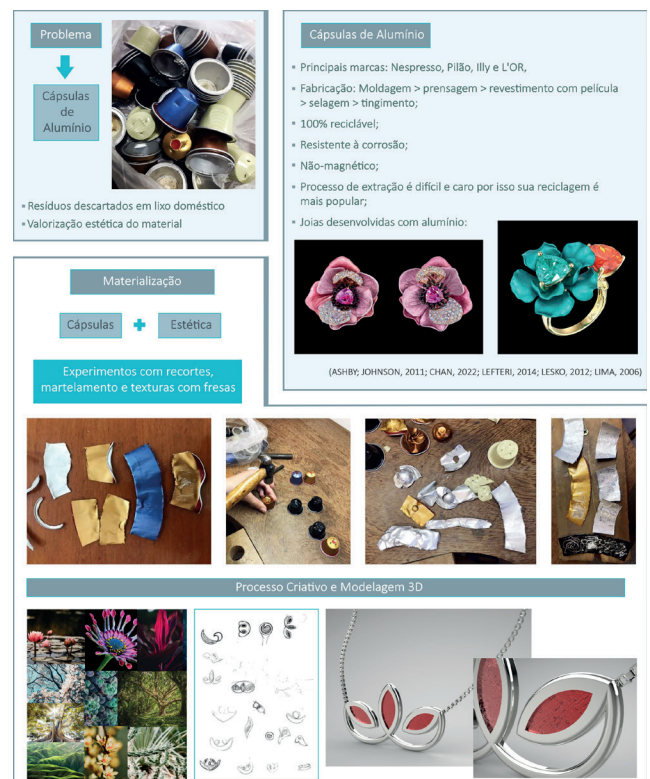 Problema
Cápsulas
de
Alumínio
▪ Resíduos descartados em lixo doméstico
▪ Valorização estética do material
Cápsulas de Alumínio
▪ Principais marcas: Nespresso, Pilão, Illy e L'OR,
▪ Fabricação: Moldagem > prensagem > revestimento com película
> selagem > tingimento;
▪ 100% reciclável;
▪ Resistente à corrosão;
▪ Não-magnético;
▪ Processo de extração é difícil e caro por isso sua reciclagem é
mais popular;
▪ Joias desenvolvidas com alumínio:
(ASHBY; JOHNSON, 2011; CHAN, 2022; LEFTERI, 2014; LESKO, 2012; LIMA, 2006)
Materialização
Cápsulas
Estética
Experimentos com recortes,
martelamento e texturas com fresas
Processo Criativo e Modelagem 3D